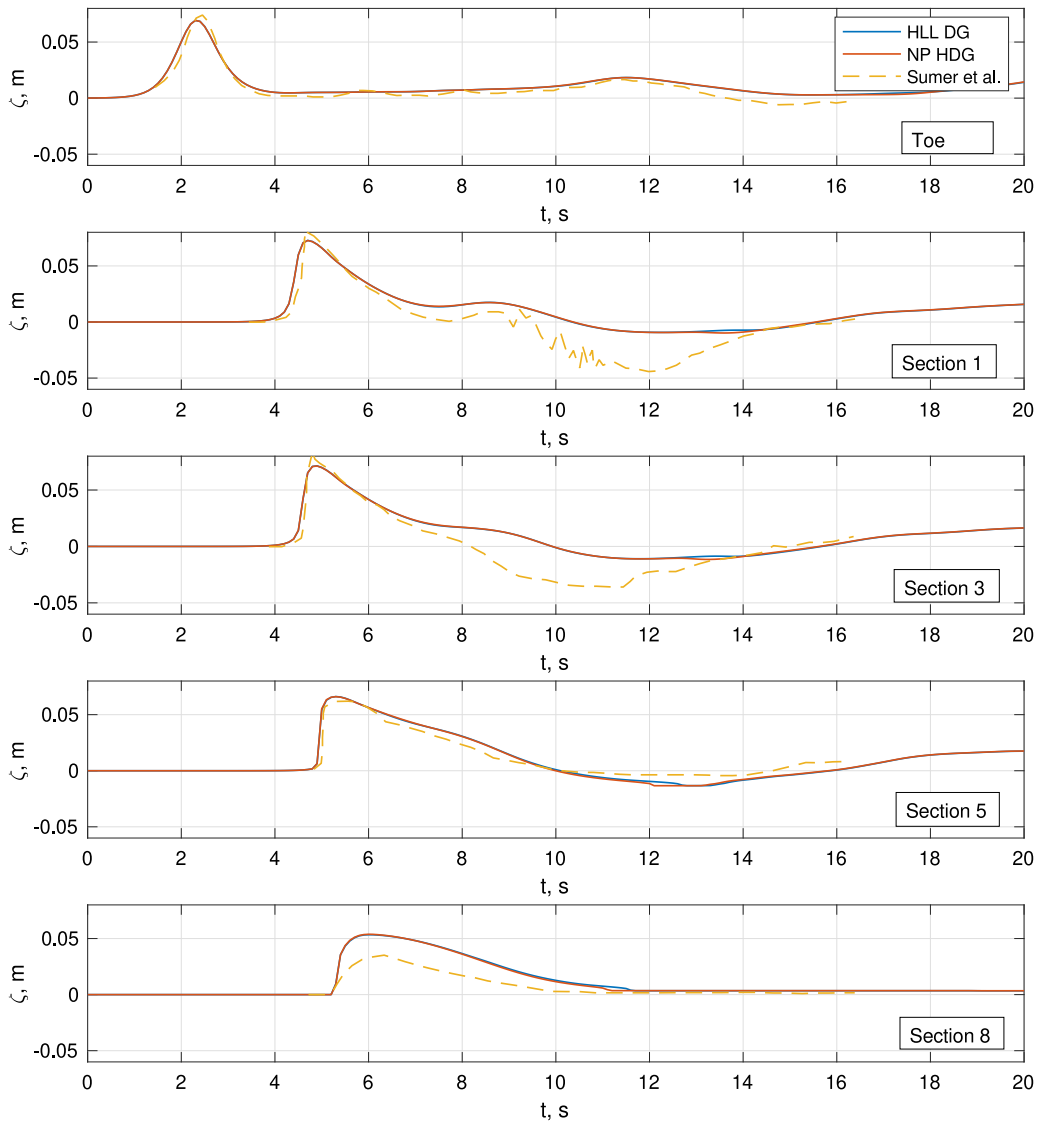 HLL DG
NP HDG
Sumer et al.
0.05
0
-0.05
ζ, m
Toe
0 2 4 6 8 10 12 14 16 18 20
t, s
0.05
0
-0.05
ζ, m
Section 1
0 2 4 6 8 10 12 14 16 18 20
t, s
0.05
0
-0.05
ζ, m
Section 3
0 2 4 6 8 10 12 14 16 18 20
t, s
0.05
0
-0.05
ζ, m
Section 5
0 2 4 6 8 10 12 14 16 18 20
t, s
0.05
0
-0.05
ζ, m
Section 8
0 2 4 6 8 10 12 14 16 18 20
t, s